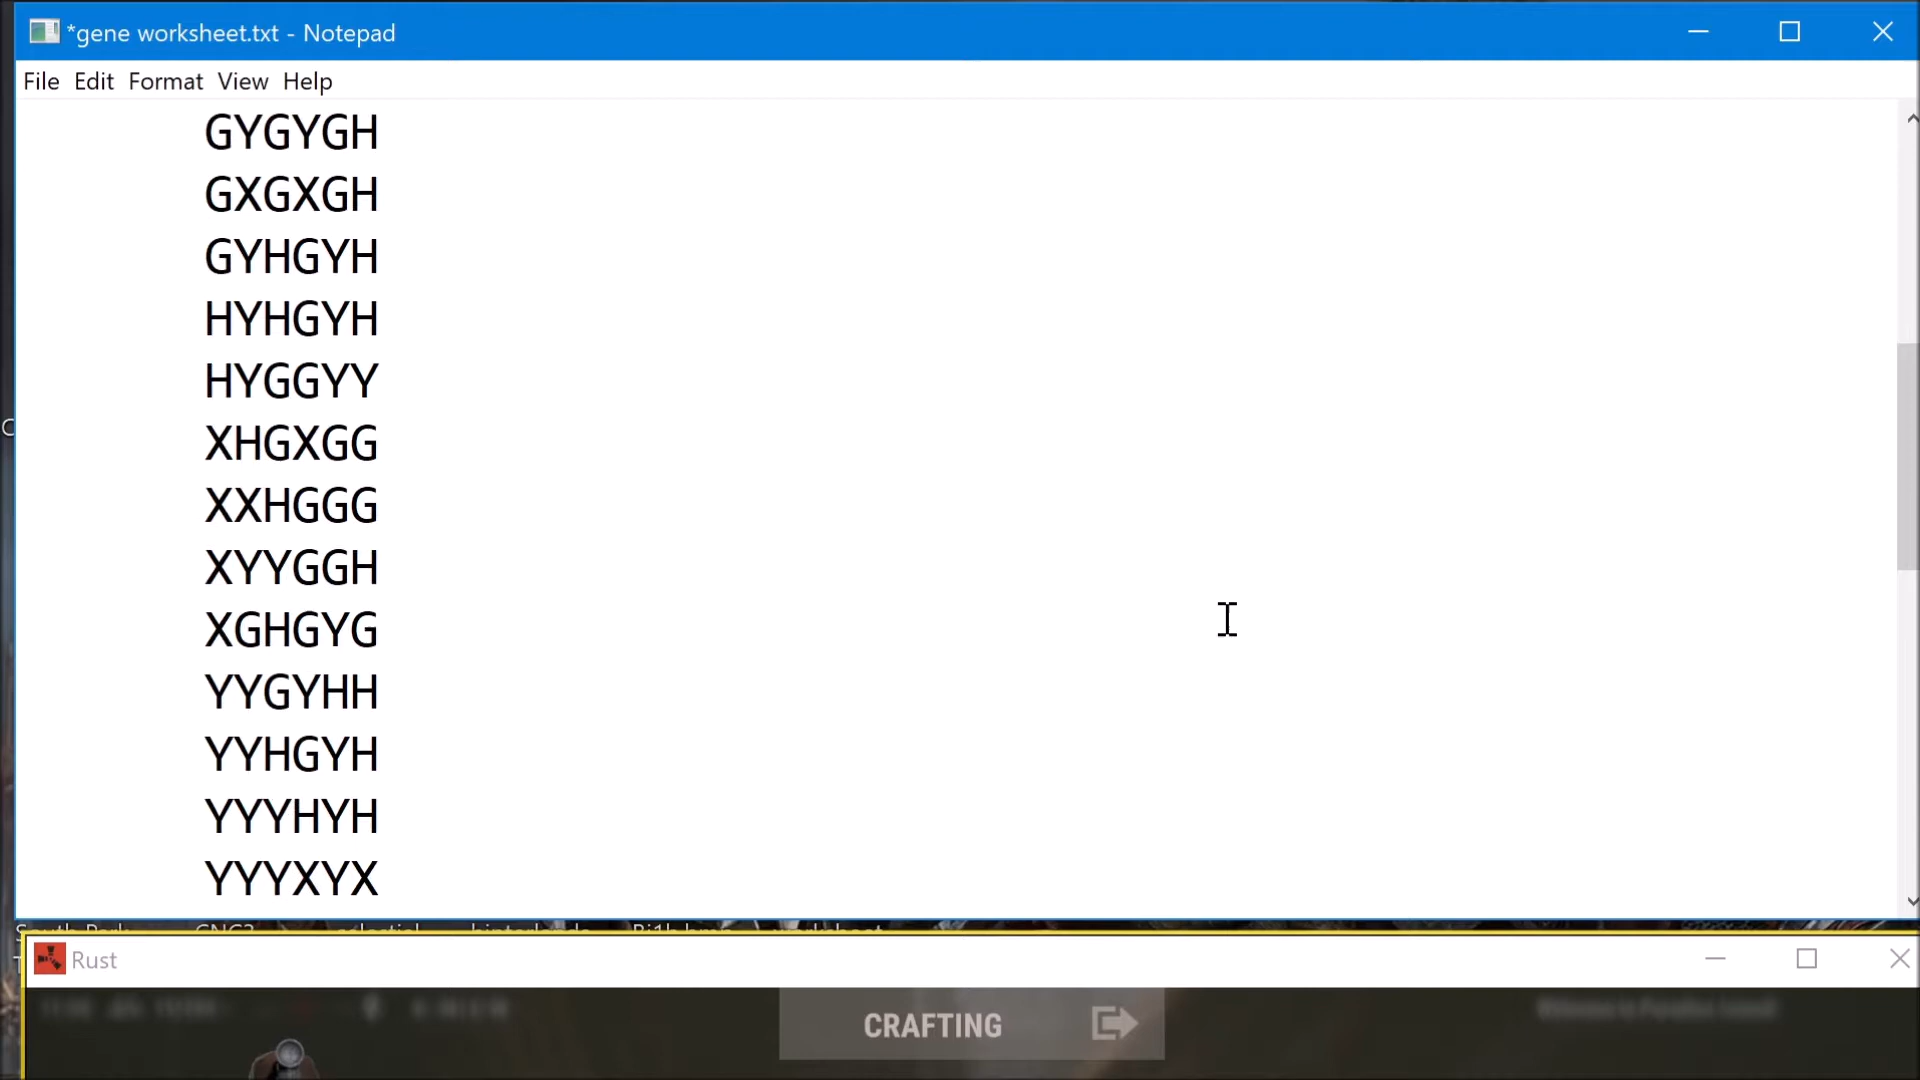 *gene worksheet.txt - Notepad
File Edit Format View Help
GYGYGH
GXGXGH
GYHGYH
HYHGYH
HYGGYY
XHGXGG
XXHGGG
XYYGGH
XGHGYG
YYGYHH
YYHGYH
YYYHYH
YYYXYX
Rust
CRAFTING